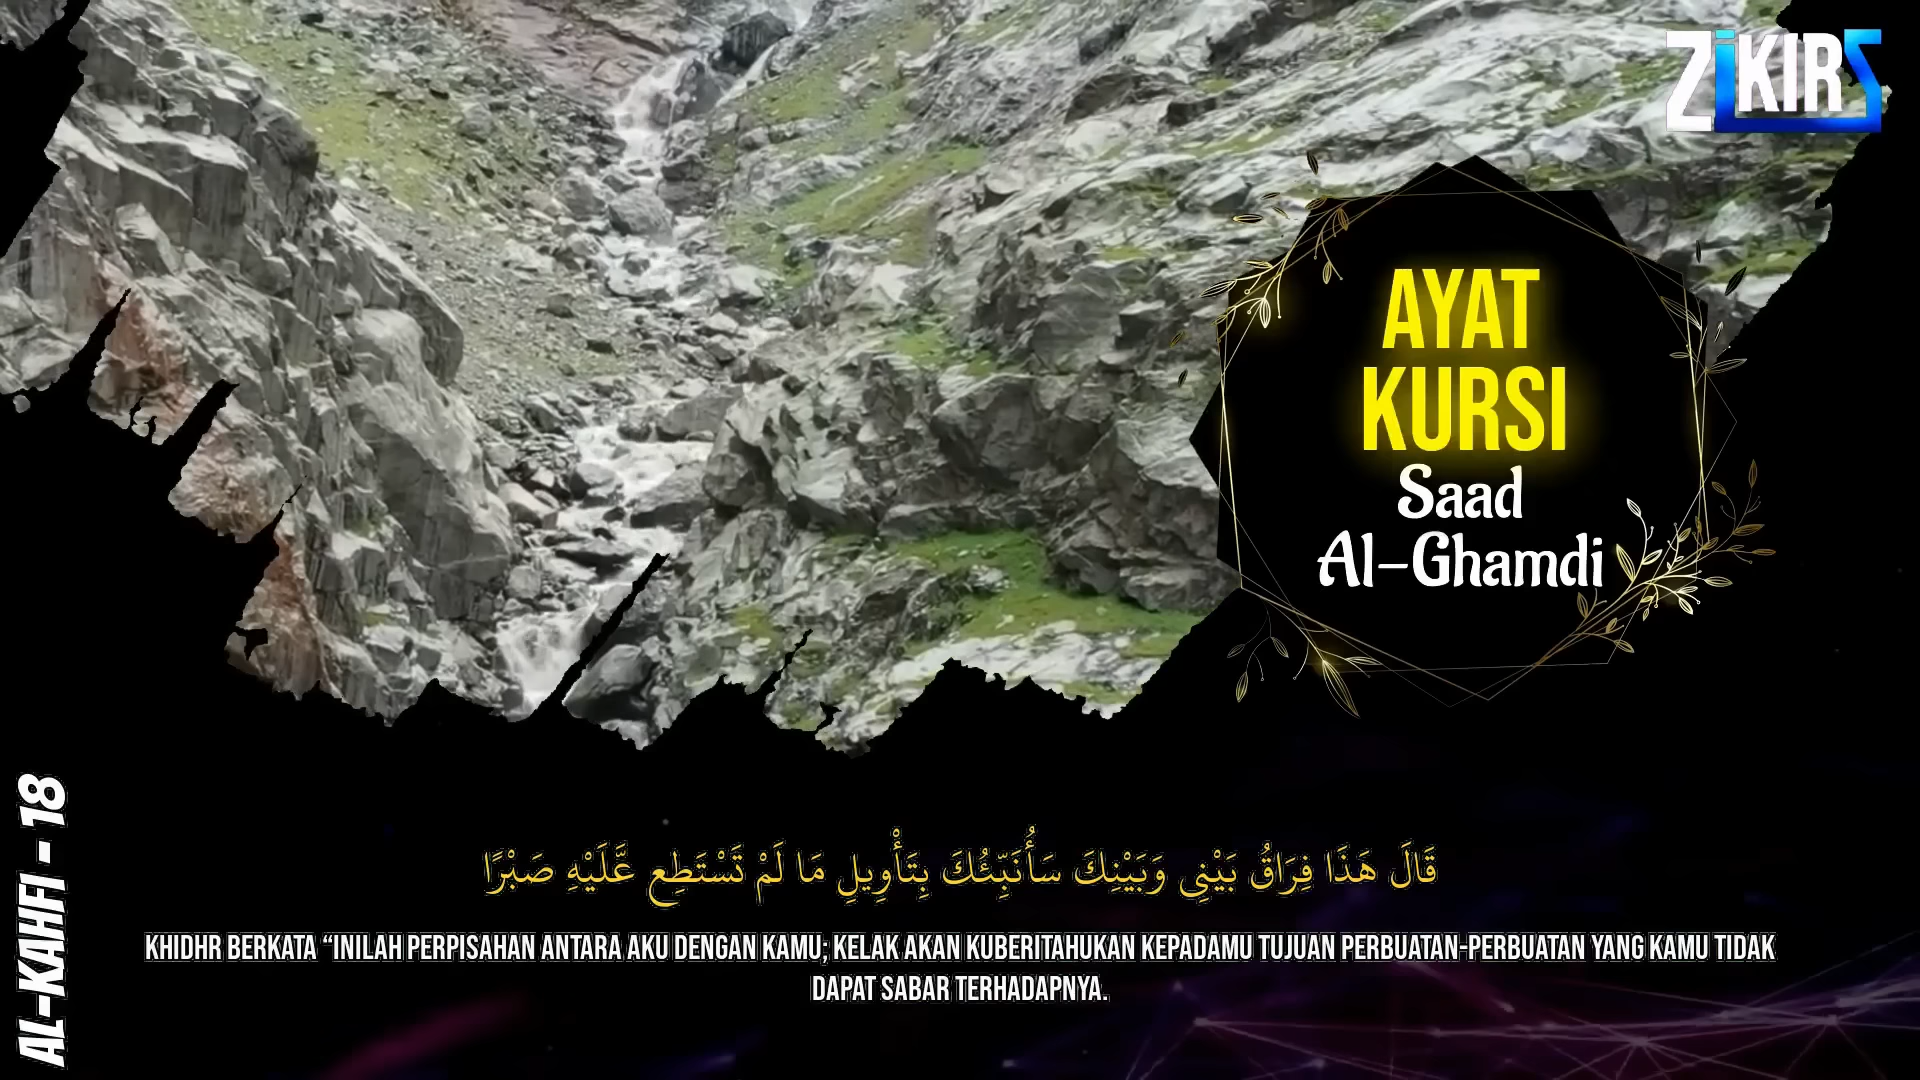 ZiKIRS
AYAT
KURSI
Saad
Al-Ghamdi
قَالَ هَذَا فِرَاقُ بَيْنِي وَبَيْنِكَ سَأُنَبِّئُكَ بِتَأْوِيلِ مَا لَمْ تَسْتَطِع عَّلَيْهِ صَبْرًا
KHIDHR BERKATA “INILAH PERPISAHAN ANTARA AKU DENGAN KAMU; KELAK AKAN KUBERITAHUKAN KEPADAMU TUJUAN PERBUATAN-PERBUATAN YANG KAMU TIDAK
DAPAT SABAR TERHADAPNYA.
AL-KAHFI - 18